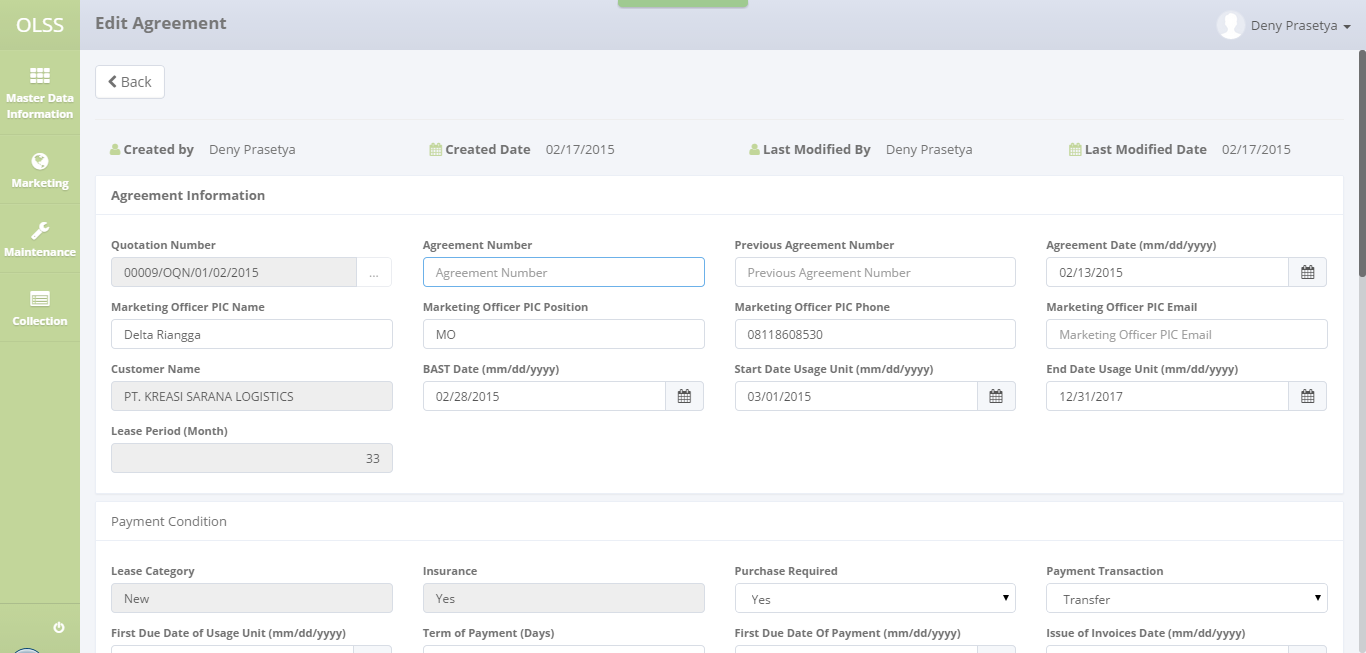 OLSS
Edit Agreement
Deny Prasetya
Master Data
Information
Marketing
Maintenance
Collection
Back
Created by Deny Prasetya
Created Date 02/17/2015
Last Modified By Deny Prasetya
Last Modified Date 02/17/2015
Agreement Information
Quotation Number
00009/OQN/01/02/2015
...
Agreement Number
Agreement Number
Previous Agreement Number
Previous Agreement Number
Agreement Date (mm/dd/yyyy)
02/13/2015
Marketing Officer PIC Name
Delta Riangga
Marketing Officer PIC Position
MO
Marketing Officer PIC Phone
08118608530
Marketing Officer PIC Email
Marketing Officer PIC Email
Customer Name
PT. KREASI SARANA LOGISTICS
BAST Date (mm/dd/yyyy)
02/28/2015
Start Date Usage Unit (mm/dd/yyyy)
03/01/2015
End Date Usage Unit (mm/dd/yyyy)
12/31/2017
Lease Period (Month)
33
Payment Condition
Lease Category
New
Insurance
Yes
Purchase Required
Yes
Payment Transaction
Transfer
First Due Date of Usage Unit (mm/dd/yyyy)
Term of Payment (Days)
First Due Date Of Payment (mm/dd/yyyy)
Issue of Invoices Date (mm/dd/yyyy)